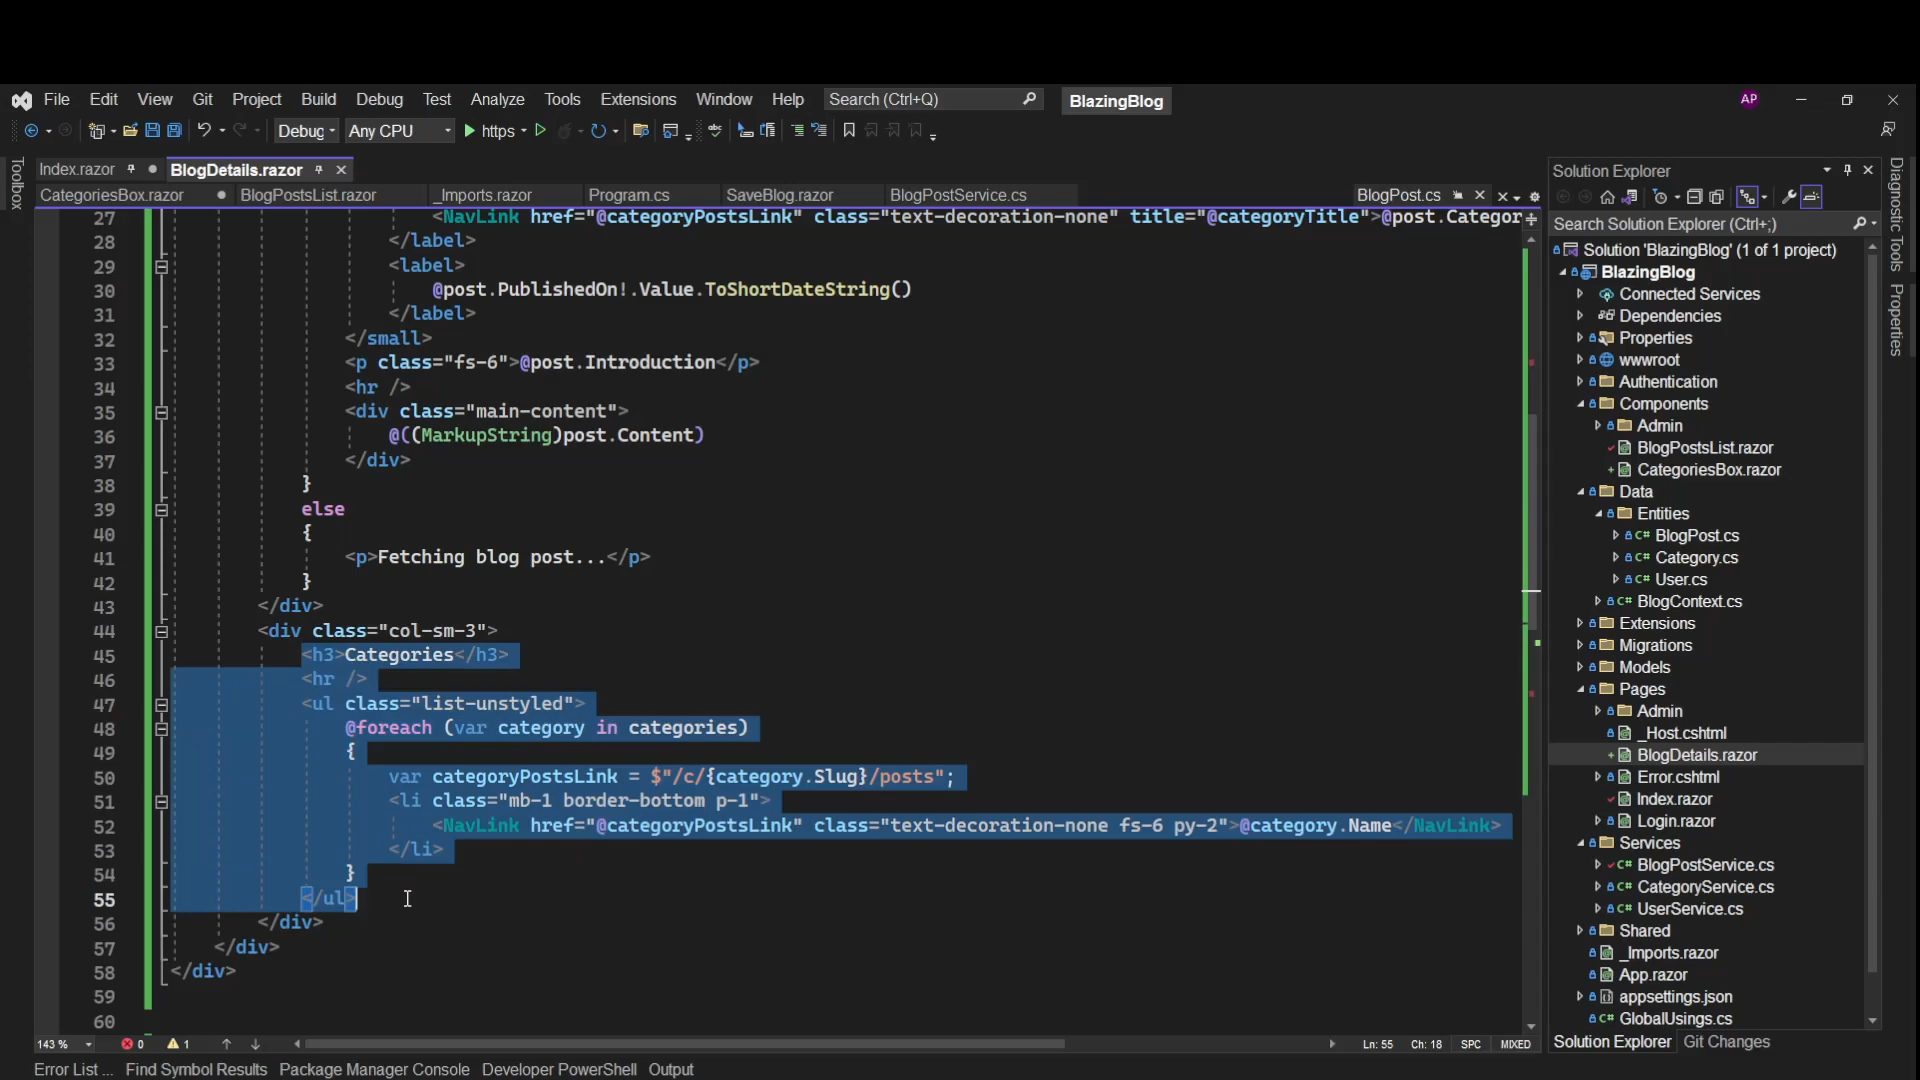 File Edit View Git Project Build Debug Test Analyze Tools Extensions Window Help Search (Ctrl+Q) BlazingBlog AP
Debug Any CPU https
Index.razor BlogDetails.razor
CategoriesBox.razor BlogPostsList.razor _Imports.razor Program.cs SaveBlog.razor BlogPostService.cs BlogPost.cs
Toolbox
27 <NavLink href="@categoryPostsLink" class="text-decoration-none" title="@categoryTitle">@post.Categor
28 </label>
29 <label>
30 @post.PublishedOn!.Value.ToShortDateString()
31 </label>
32 </small>
33 <p class="fs-6">@post.Introduction</p>
34 <hr />
35 <div class="main-content">
36 @((MarkupString)post.Content)
37 </div>
38 }
39 else
40 {
41 <p>Fetching blog post...</p>
42 }
43 </div>
44 <div class="col-sm-3">
45 <h3>Categories</h3>
46 <hr />
47 <ul class="list-unstyled">
48 @foreach (var category in categories)
49 {
50 var categoryPostsLink = $"/c/{category.Slug}/posts";
51 <li class="mb-1 border-bottom p-1">
52 <NavLink href="@categoryPostsLink" class="text-decoration-none fs-6 py-2">@category.Name</NavLink>
53 </li>
54 }
55 </ul>
56 </div>
57 </div>
58 </div>
59
60
143 % 0 1 Ln: 55 Ch: 18 SPC MIXED
Error List ... Find Symbol Results Package Manager Console Developer PowerShell Output
Solution Explorer
Search Solution Explorer (Ctrl+;)
Solution 'BlazingBlog' (1 of 1 project)
BlazingBlog
Connected Services
Dependencies
Properties
wwwroot
Authentication
Components
Admin
BlogPostsList.razor
CategoriesBox.razor
Data
Entities
C# BlogPost.cs
C# Category.cs
C# User.cs
C# BlogContext.cs
Extensions
Migrations
Models
Pages
Admin
_Host.cshtml
BlogDetails.razor
Error.cshtml
Index.razor
Login.razor
Services
C# BlogPostService.cs
C# CategoryService.cs
C# UserService.cs
Shared
_Imports.razor
App.razor
appsettings.json
C# GlobalUsings.cs
Solution Explorer Git Changes
Diagnostic Tools
Properties